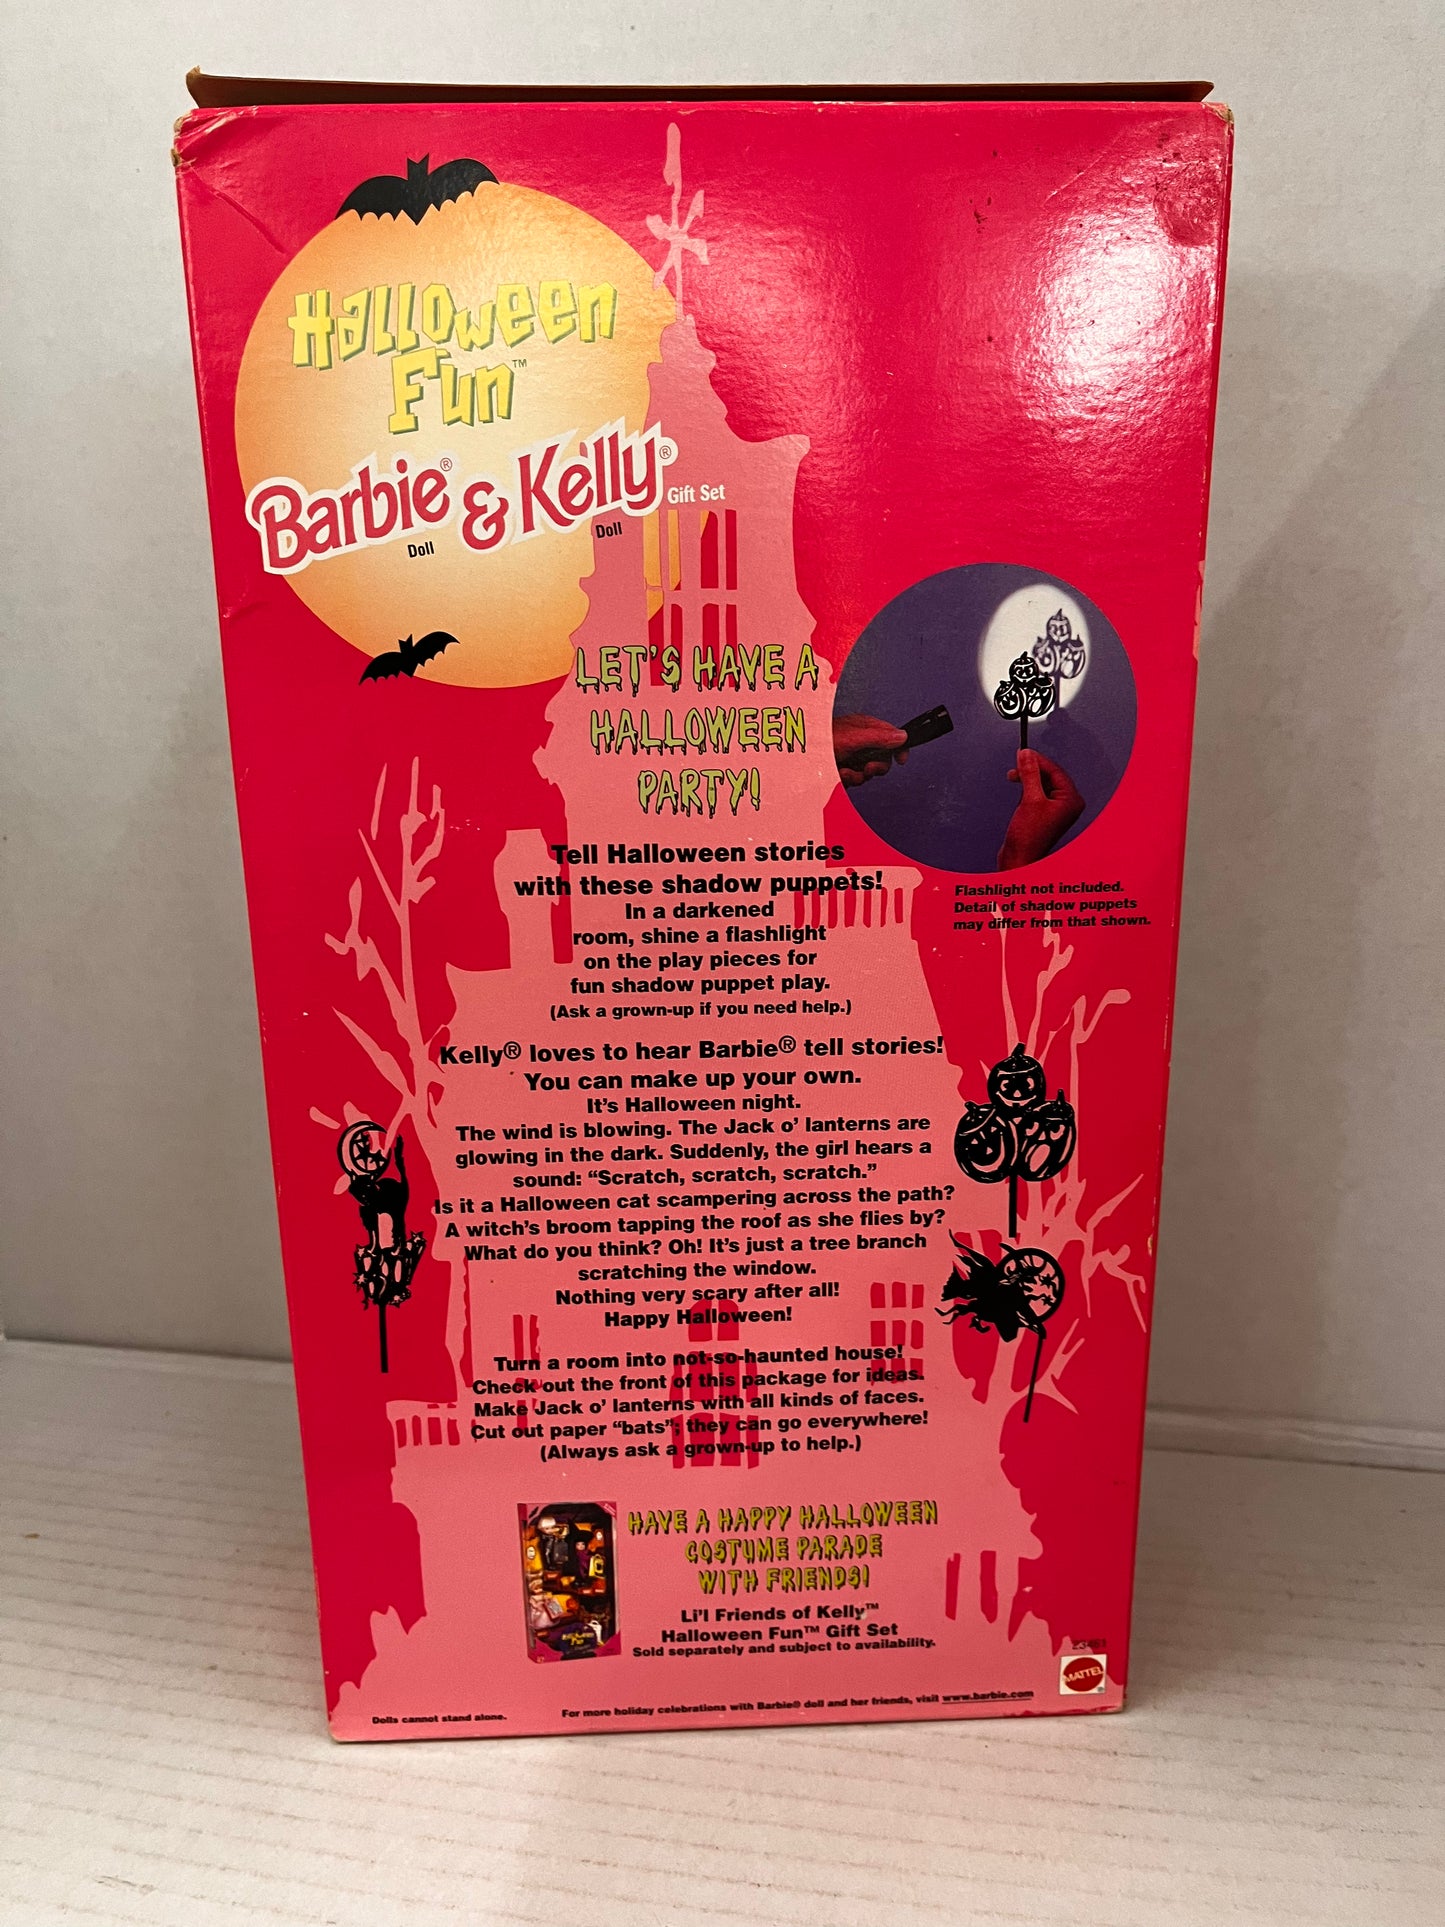 Halloween
Fun™
Barbie® & Kelly® Gift Set
Doll
Doll
LET'S HAVE A
HALLOWEEN
PARTY!
Flashlight not included.
Detail of shadow puppets
may differ from that shown.
Tell Halloween stories
with these shadow puppets!
In a darkened
room, shine a flashlight
on the play pieces for
fun shadow puppet play.
(Ask a grown-up if you need help.)
Kelly® loves to hear Barbie® tell stories!
You can make up your own.
It's Halloween night.
The wind is blowing. The Jack o' lanterns are
glowing in the dark. Suddenly, the girl hears a
sound: “Scratch, scratch, scratch.”
Is it a Halloween cat scampering across the path?
A witch's broom tapping the roof as she flies by?
What do you think? Oh! It's just a tree branch
scratching the window.
Nothing very scary after all!
Happy Halloween!
Turn a room into not-so-haunted house!
Check out the front of this package for ideas.
Make Jack o' lanterns with all kinds of faces.
Cut out paper “bats”; they can go everywhere!
(Always ask a grown-up to help.)
HAVE A HAPPY HALLOWEEN
COSTUME PARADE
WITH FRIENDS!
Li'l Friends of Kelly™
Halloween Fun™ Gift Set
Sold separately and subject to availability.
23461
MATTEL
Dolls cannot stand alone.
For more holiday celebrations with Barbie® doll and her friends, visit www.barbie.com